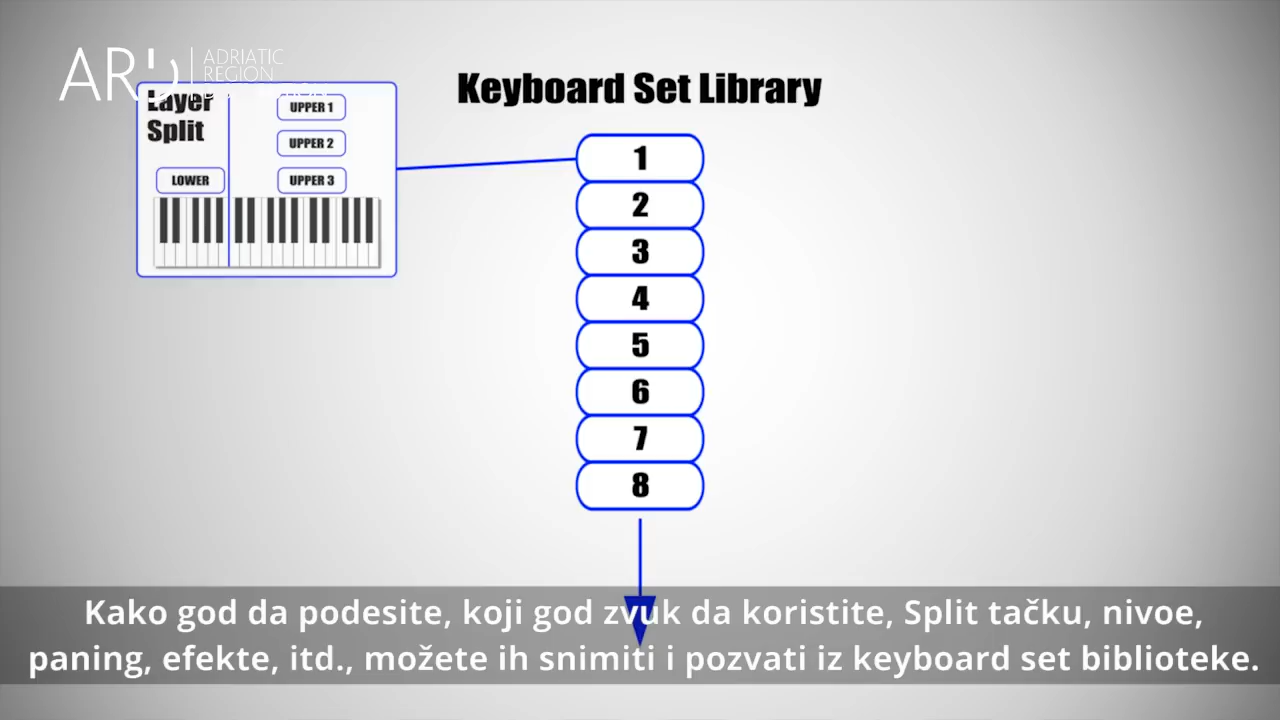 ARD
ADRIATIC
REGION
Keyboard Set Library
Layer
Split
UPPER 1
UPPER 2
LOWER
UPPER 3
1
2
3
4
5
6
7
8
Kako god da podesite, koji god zvuk da koristite, Split tačku, nivoe,
paning, efekte, itd., možete ih snimiti i pozvati iz keyboard set biblioteke.